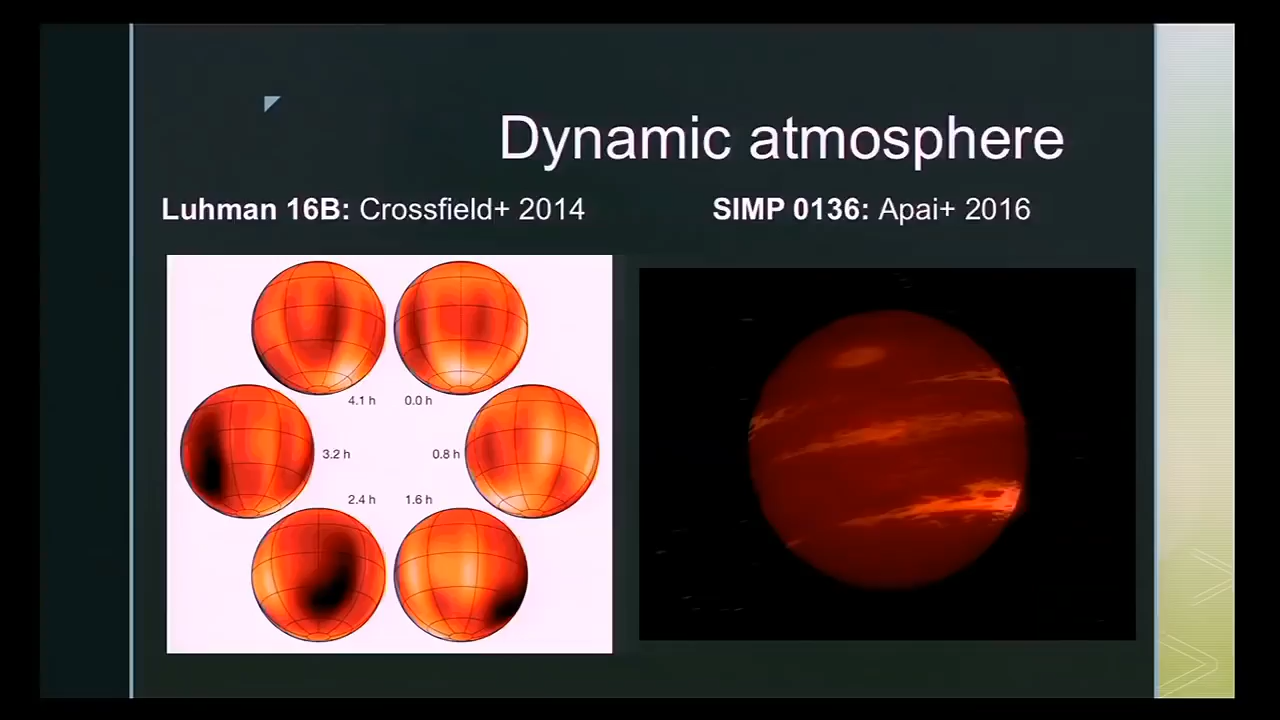 Dynamic atmosphere
Luhman 16B: Crossfield+ 2014
SIMP 0136: Apai+ 2016
4.1 h
0.0 h
3.2 h
0.8 h
2.4 h
1.6 h